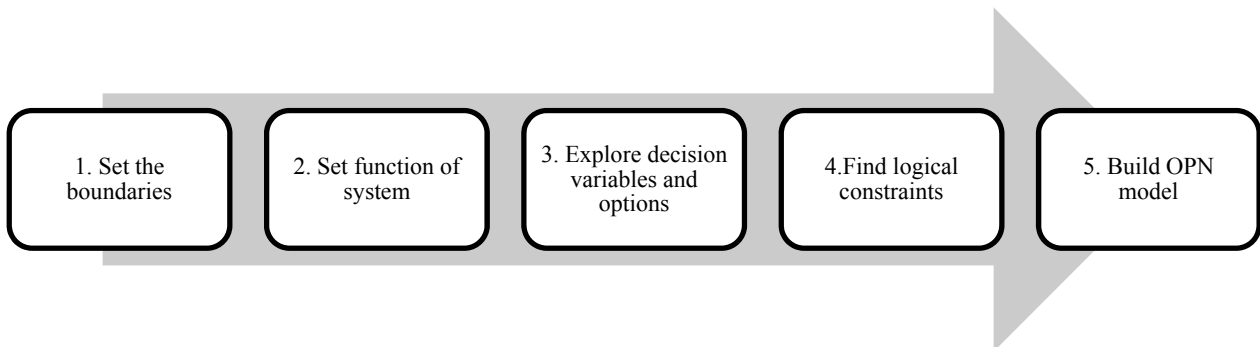 1. Set the
boundaries
2. Set function of
system
3. Explore decision
variables and
options
4.Find logical
constraints
5. Build OPN
model